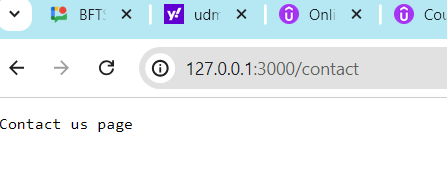 BFTS
y! udm
Onli
Cou
127.0.0.1:3000/contact
Contact us page